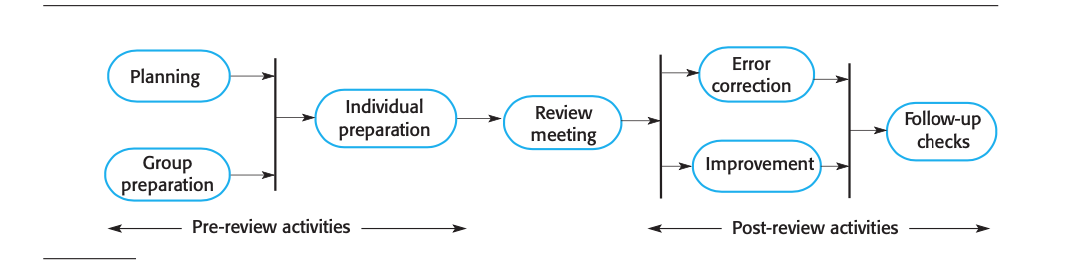 Planning
Group
preparation
Individual
preparation
Review
meeting
Error
correction
Improvement
Follow-up
checks
Pre-review activities
Post-review activities